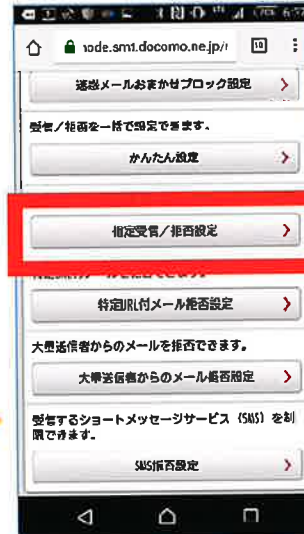 6:57
node.smt.docomo.ne.jp/r
10
迷惑メールおまかせブロック設定
受信/拒否を一括で設定できます。
かんたん設定
指定受信/拒否設定
特定URL付メール拒否設定
大量送信者からのメールを拒否できます。
大量送信者からのメール拒否設定
受信するショートメッセージサービス(SMS)を制
限できます。
SMS拒否設定